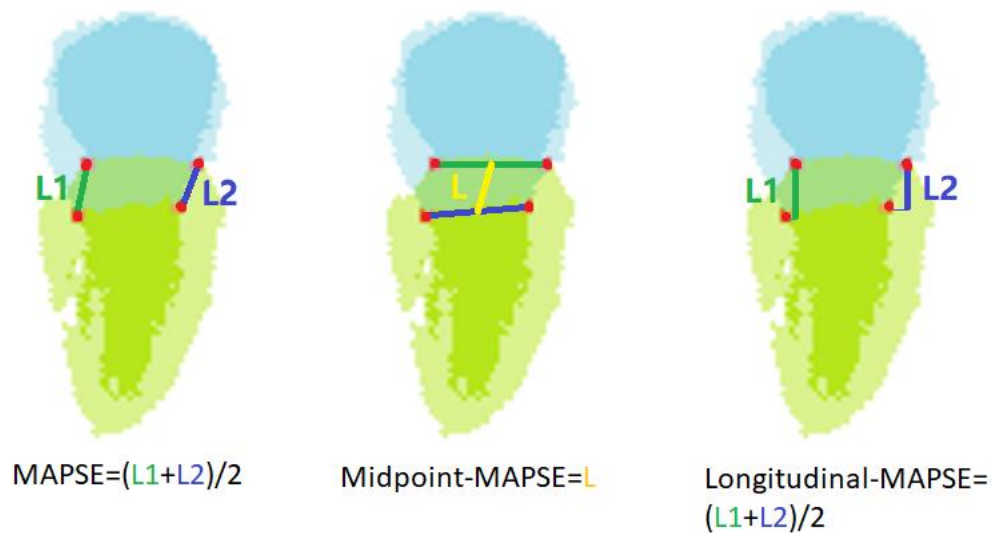 L1
L2
L
L1
L2
MAPSE=(L1+L2)/2
Midpoint-MAPSE=L
Longitudinal-MAPSE=
(L1+L2)/2